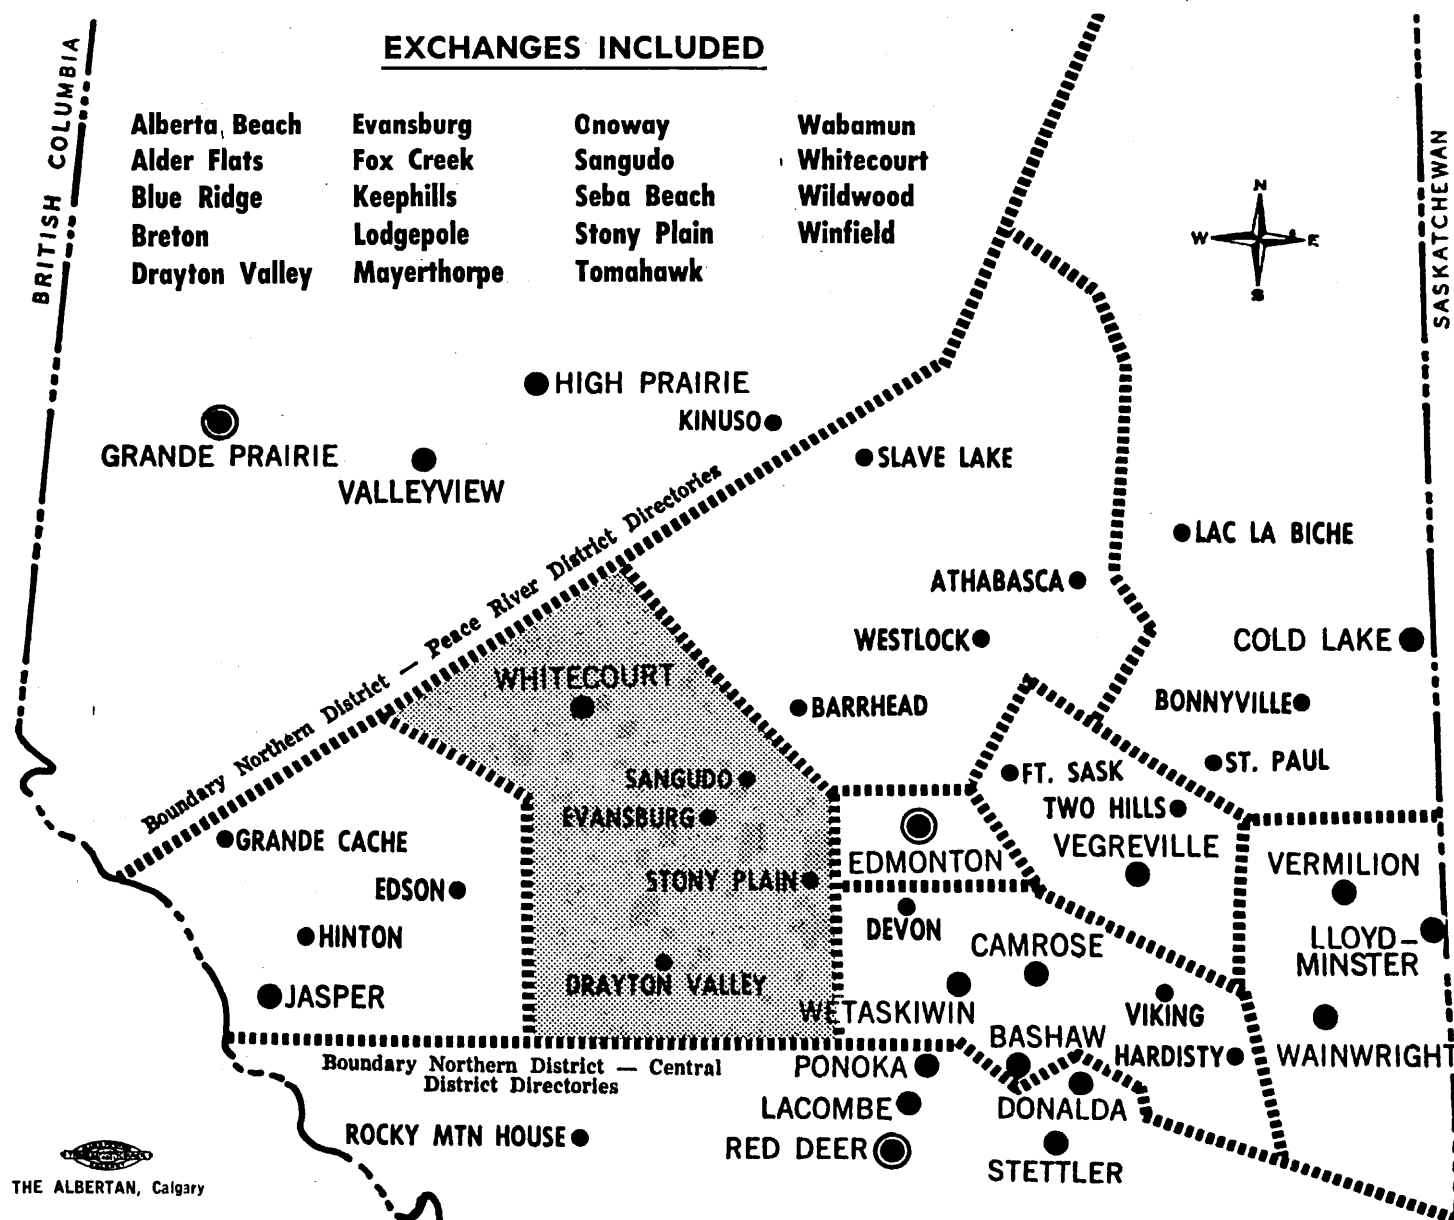 EXCHANGES INCLUDED
Alberta Beach
Alder Flats
Blue Ridge
Breton
Drayton Valley
Evansburg
Fox Creek
Keephills
Lodgepole
Mayerthorpe
Onoway
Sangudo
Seba Beach
Stony Plain
Tomahawk
Wabamun
Whitecourt
Wildwood
Winfield
BRITISH COLUMBIA
SASKATCHEWAN
N
W E
S
HIGH PRAIRIE
KINUSO
GRANDE PRAIRIE
VALLEYVIEW
SLAVE LAKE
Boundary Northern District — Peace River District Directories
LAC LA BICHE
ATHABASCA
WESTLOCK
COLD LAKE
WHITECOURT
BARRHEAD
BONNYVILLE
ST. PAUL
SANGUDO
FT. SASK
TWO HILLS
EVANSBURG
GRANDE CACHE
EDMONTON
VEGREVILLE
VERMILION
EDSON
STONY PLAIN
DEVON
HINTON
CAMROSE
LLOYD–
MINSTER
JASPER
DRAYTON VALLEY
WETASKIWIN
VIKING
BASHAW
HARDISTY
WAINWRIGHT
Boundary Northern District — Central
District Directories
PONOKA
LACOMBE
DONALDA
ROCKY MTN HOUSE
RED DEER
STETTLER
THE ALBERTAN, Calgary